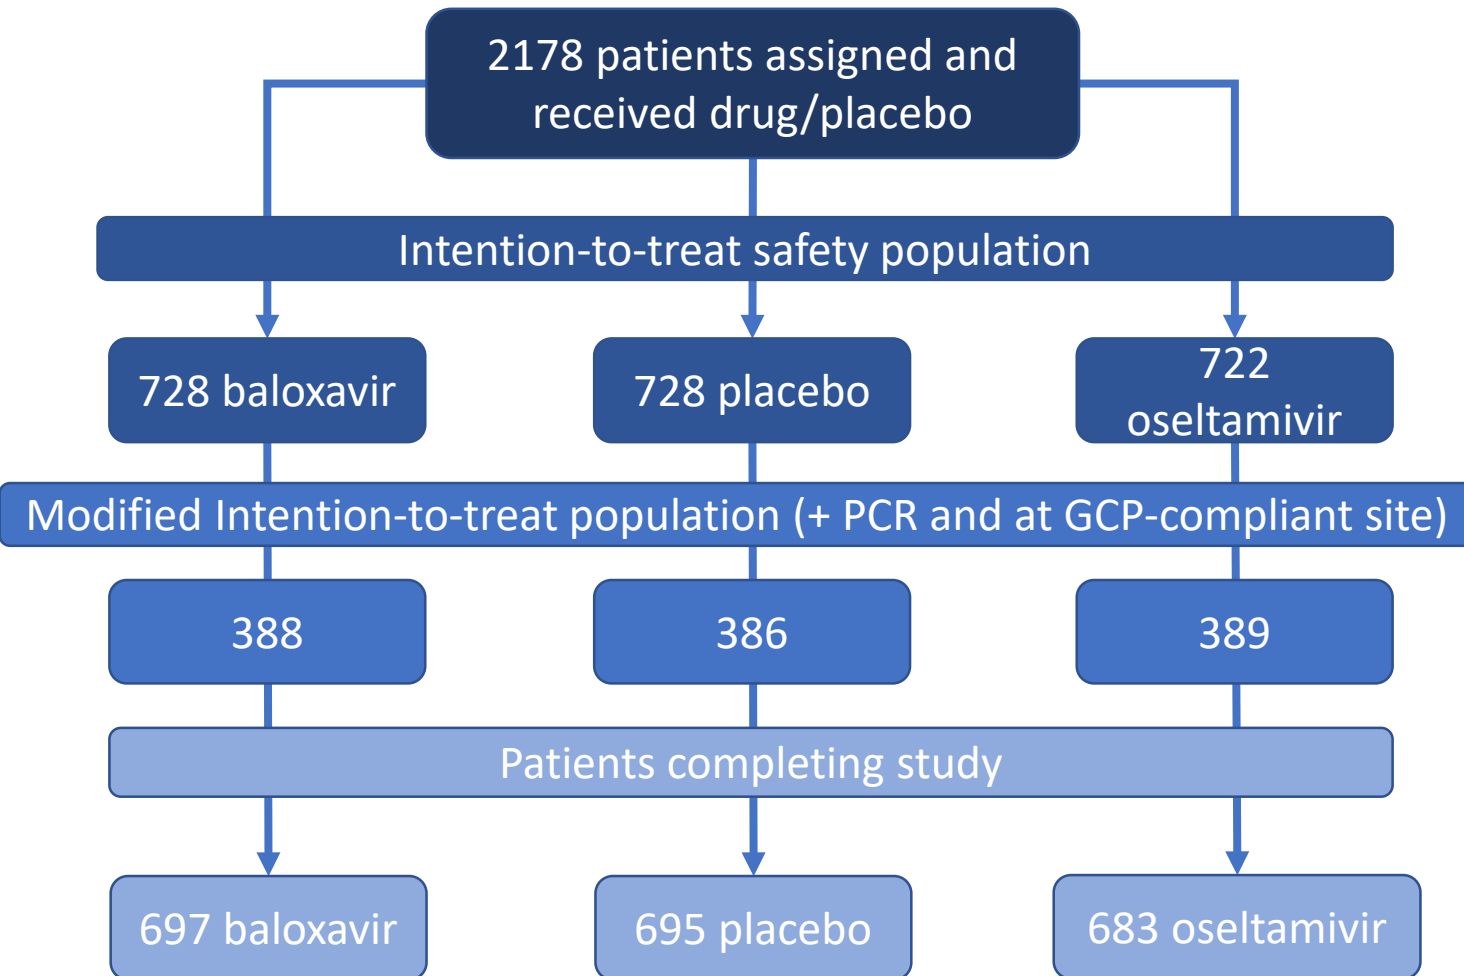 2178 patients assigned and
received drug/placebo
Intention-to-treat safety population
728 baloxavir
728 placebo
722
oseltamivir
Modified Intention-to-treat population (+ PCR and at GCP-compliant site)
388
386
389
Patients completing study
697 baloxavir
695 placebo
683 oseltamivir